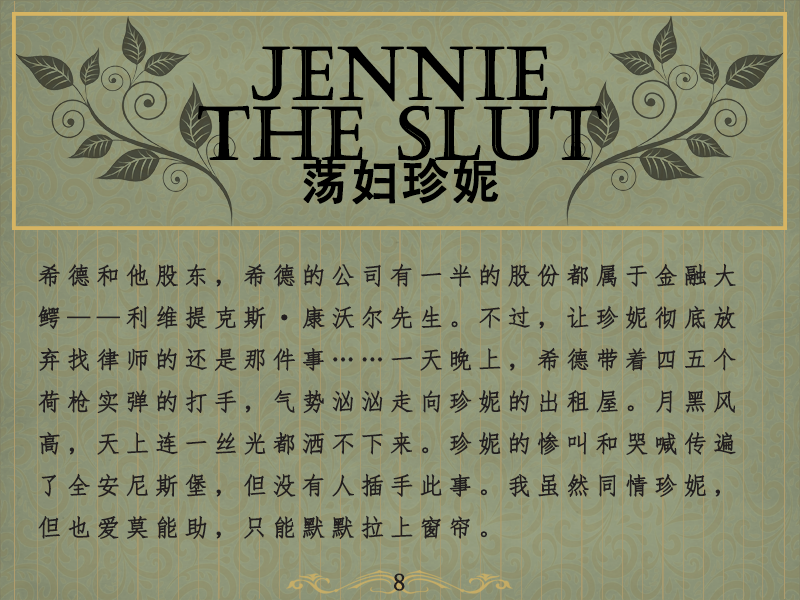 JENNIE
THE SLUT
荡妇珍妮
希德和他股东，希德的公司有一半的股份都属于金融大
鳄——利维提克斯·康沃尔先生。不过，让珍妮彻底放
弃找律师的还是那件事……一天晚上，希德带着四五个
荷枪实弹的打手，气势汹汹走向珍妮的出租屋。月黑风
高，天上连一丝光都洒不下来。珍妮的惨叫和哭喊传遍
了全安尼斯堡，但没有人插手此事。我虽然同情珍妮，
但也爱莫能助，只能默默拉上窗帘。
8